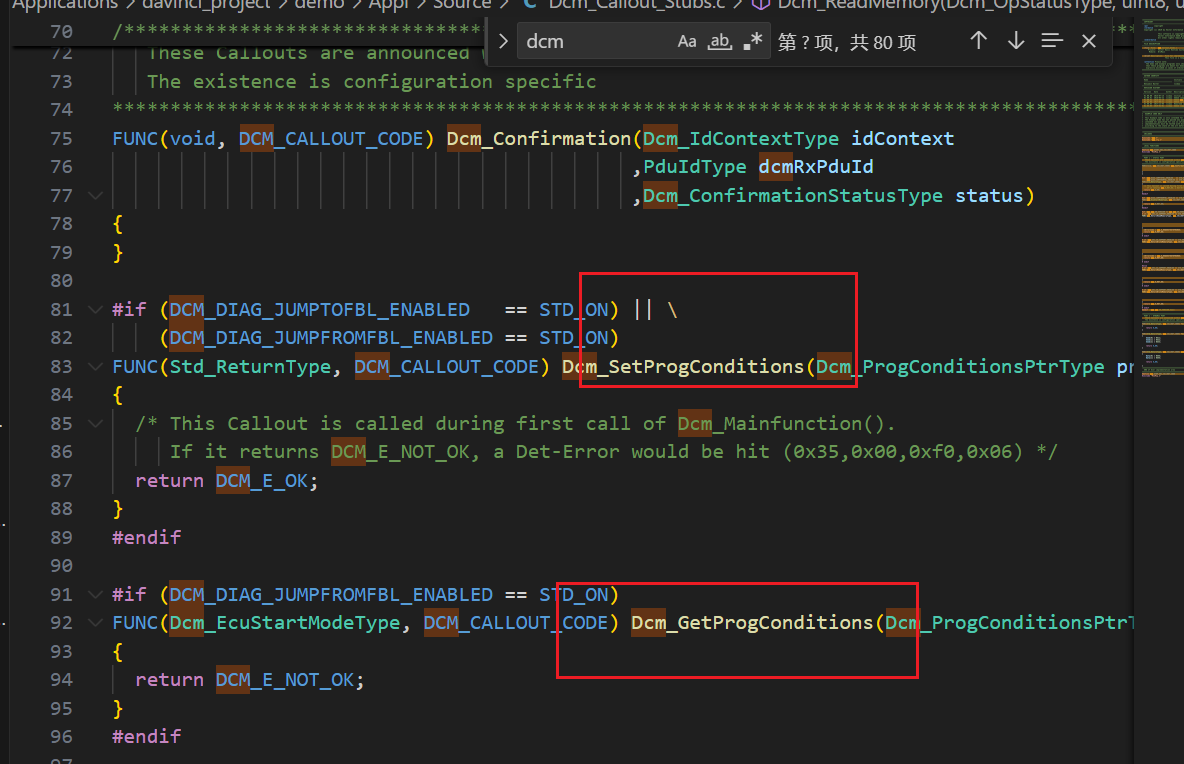 Applications > davinci_project > demo > Appl > Source > C Dcm_Callout_Stubs.c > Dcm_ReadMemory(Dcm_OpStatusType, uint8, u
dcm Aa ab .* 第 ? 项，共 80 项
70 /********************************
72 These Callouts are announced
73 The existence is configuration specific
74 ****************************************************************************************
75 FUNC(void, DCM_CALLOUT_CODE) Dcm_Confirmation(Dcm_IdContextType idContext
76 ,PduIdType dcmRxPduId
77 ,Dcm_ConfirmationStatusType status)
78 {
79 }
80
81 #if (DCM_DIAG_JUMPTOFBL_ENABLED   == STD_ON) || \
82 (DCM_DIAG_JUMPFROMFBL_ENABLED == STD_ON)
83 FUNC(Std_ReturnType, DCM_CALLOUT_CODE) Dcm_SetProgConditions(Dcm_ProgConditionsPtrType pr
84 {
85 /* This Callout is called during first call of Dcm_Mainfunction().
86 If it returns DCM_E_NOT_OK, a Det-Error would be hit (0x35,0x00,0xf0,0x06) */
87 return DCM_E_OK;
88 }
89 #endif
90
91 #if (DCM_DIAG_JUMPFROMFBL_ENABLED == STD_ON)
92 FUNC(Dcm_EcuStartModeType, DCM_CALLOUT_CODE) Dcm_GetProgConditions(Dcm_ProgConditionsPtrT
93 {
94 return DCM_E_NOT_OK;
95 }
96 #endif
97